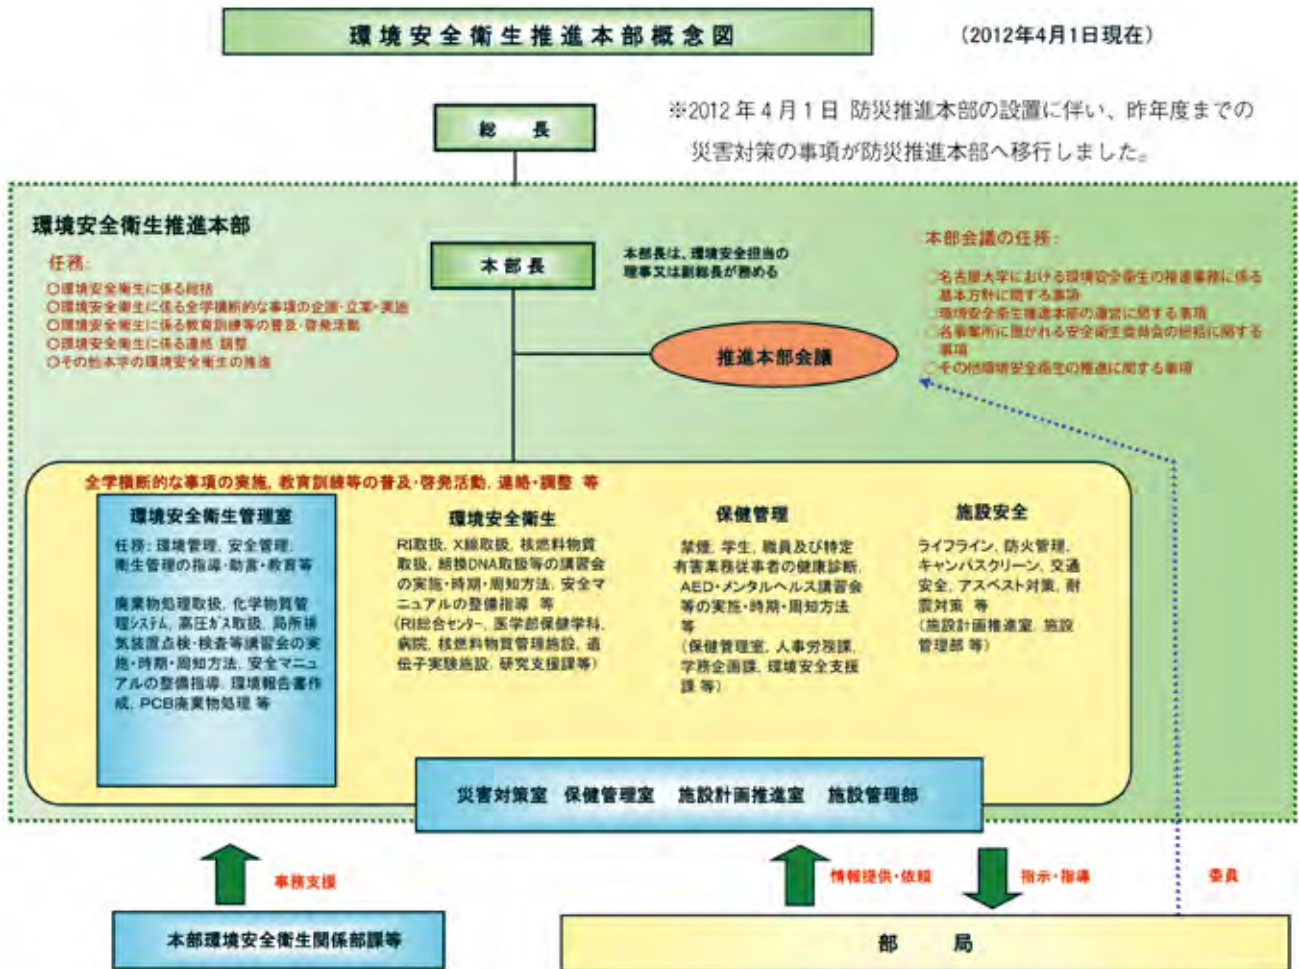 環境安全衛生推進本部概念図
(2012年4月1日現在)
※2012年4月1日 防災推進本部の設置に伴い、昨年度までの
災害対策の事項が防災推進本部へ移行しました。
総 長
環境安全衛生推進本部
任務:
○環境安全衛生に係る総括
○環境安全衛生に係る全学横断的な事項の企画・立案・実施
○環境安全衛生に係る教育訓練等の普及・啓発活動
○環境安全衛生に係る連絡 調整
○その他本学の環境安全衛生の推進
本部長
本部長は、環境安全担当の
理事又は副総長が務める
推進本部会議
本部会議の任務:
○名古屋大学における環境安全衛生の推進業務に係る
基本方針に関する事項
○環境安全衛生推進本部の運営に関する事項
○各事業所に置かれる安全衛生委員会の総括に関する
事項
○その他環境安全衛生の推進に関する事項
全学横断的な事項の実施, 教育訓練等の普及・啓発活動, 連絡・調整 等
環境安全衛生管理室
任務: 環境管理, 安全管理,
衛生管理の指導・助言・教育等
廃棄物処理取扱, 化学物質管
理システム, 高圧ガス取扱, 局所排
気装置点検・検査等講習会の実
施・時期・周知方法, 安全マニュ
アルの整備指導, 環境報告書作
成, PCB廃棄物処理 等
環境安全衛生
RI取扱, X線取扱, 核燃料物質
取扱, 組換DNA取扱等の講習会
の実施・時期・周知方法, 安全マ
ニュアルの整備指導 等
(RI総合センター, 医学部保健学科,
病院, 核燃料物質管理施設, 遺
伝子実験施設, 研究支援課等)
保健管理
禁煙, 学生, 職員及び特定
有害業務従事者の健康診断,
AED・メンタルヘルス講習会
等の実施・時期・周知方法
等
(保健管理室, 人事労務課,
学務企画課, 環境安全支援
課 等)
施設安全
ライフライン, 防火管理,
キャンパスクリーン, 交通
安全, アスベスト対策, 耐
震対策 等
(施設計画推進室, 施設
管理部 等)
災害対策室 保健管理室 施設計画推進室 施設管理部
事務支援
情報提供・依頼
指示・指導
委員
本部環境安全衛生関係部課等
部 局